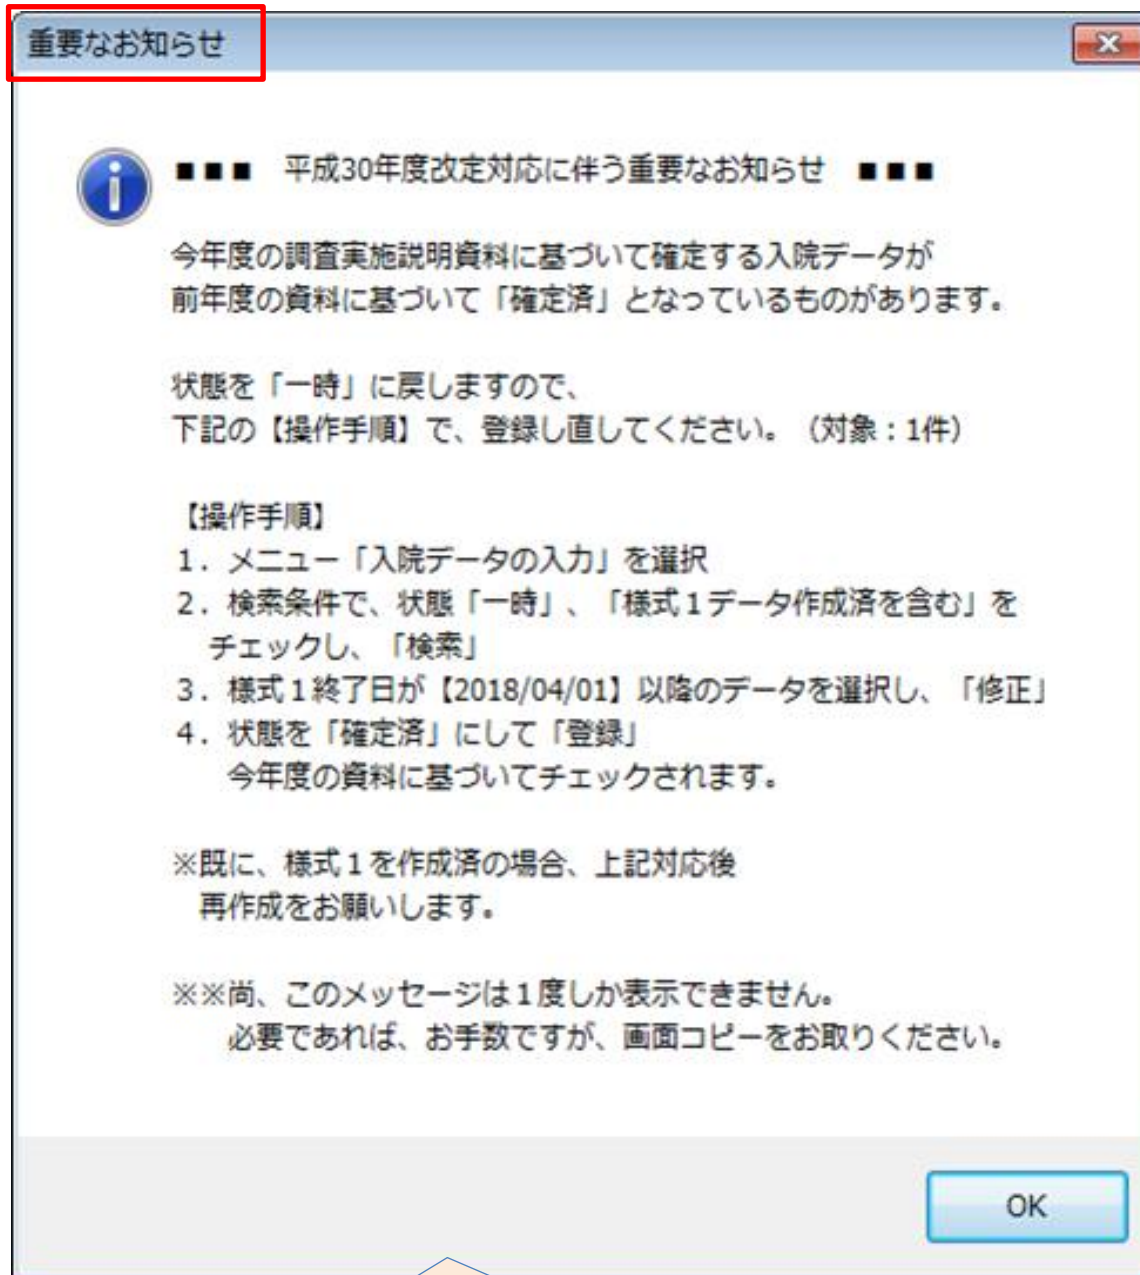 重要なお知らせ
■■■ 平成30年度改定対応に伴う重要なお知らせ ■■■
今年度の調査実施説明資料に基づいて確定する入院データが
前年度の資料に基づいて「確定済」となっているものがあります。
状態を「一時」に戻しますので、
下記の【操作手順】で、登録し直してください。（対象：1件）
【操作手順】
１．メニュー「入院データの入力」を選択
２．検索条件で、状態「一時」、「様式１データ作成済を含む」を
チェックし、「検索」
３．様式１終了日が【2018/04/01】以降のデータを選択し、「修正」
４．状態を「確定済」にして「登録」
今年度の資料に基づいてチェックされます。
※既に、様式１を作成済の場合、上記対応後
再作成をお願いします。
※※尚、このメッセージは１度しか表示できません。
必要であれば、お手数ですが、画面コピーをお取りください。
OK